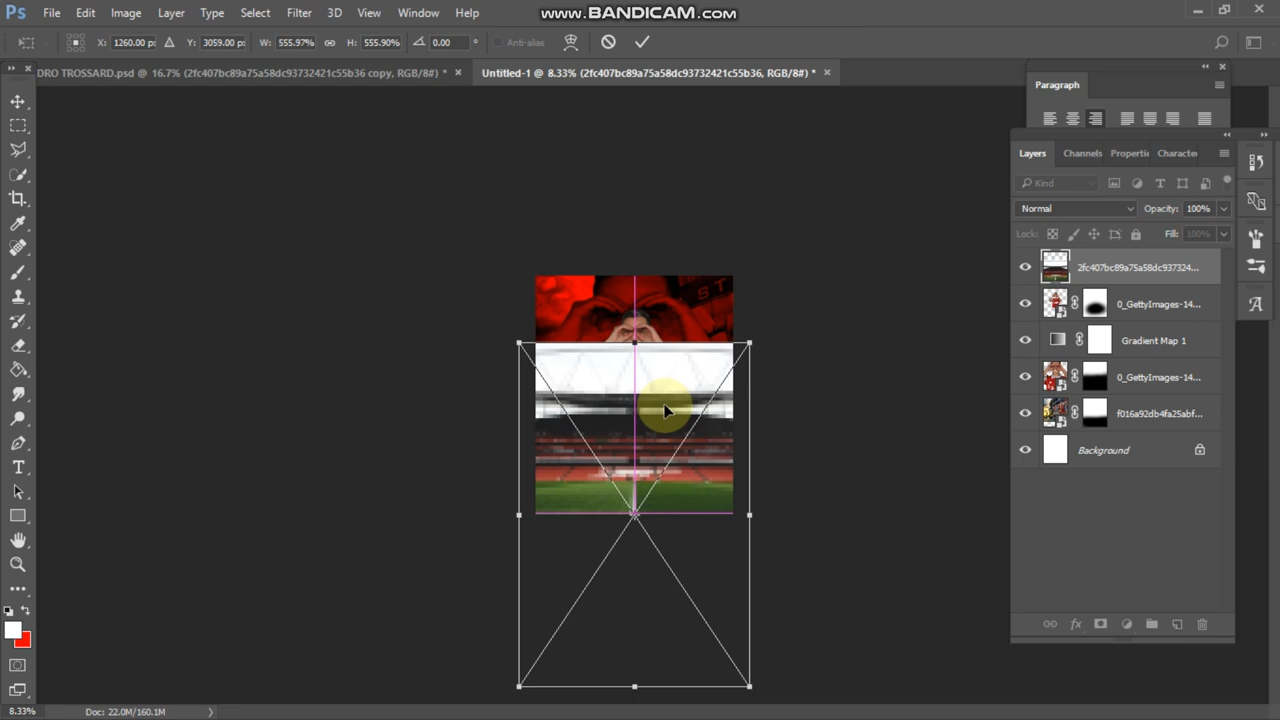 Ps File Edit Image Layer Type Select Filter 3D View Window Help
www.BANDICAM.com
X: 1260.00 px Y: 3059.00 px W: 555.97% H: 555.90% 0.00 ° Anti-alias
DRO TROSSARD.psd @ 16.7% (2fc407bc89a75a58dc93732421c55b36 copy, RGB/8#) * ×
Untitled-1 @ 8.33% (2fc407bc89a75a58dc93732421c55b36, RGB/8#) * ×
Paragraph
Layers Channels Properti Character
Kind
Normal Opacity: 100%
Lock: Fill: 100%
2fc407bc89a75a58dc937324...
0_GettyImages-14...
Gradient Map 1
0_GettyImages-14...
f016a92db4fa25abf...
Background
ST
8.33% Doc: 22.0M/160.1M